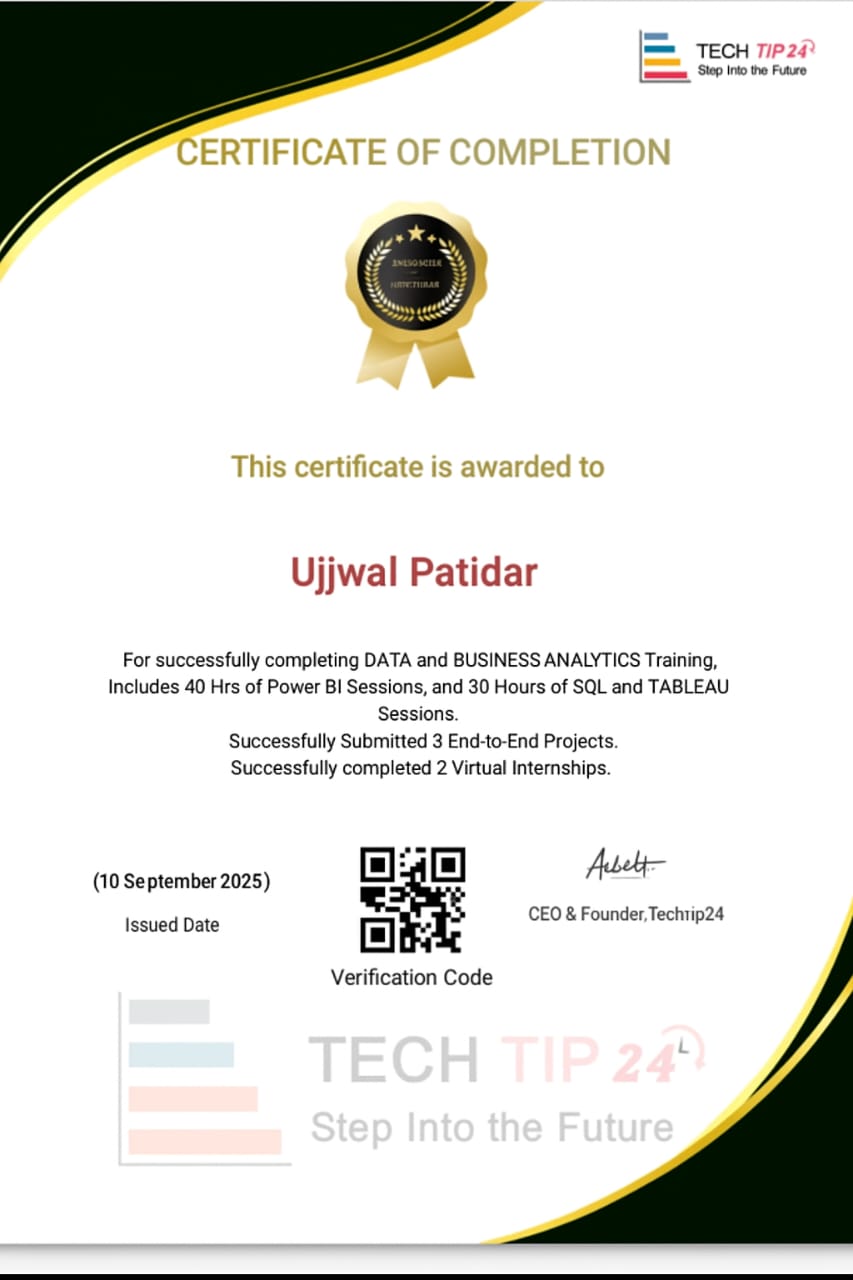 TECH TIP 24
Step Into the Future
CERTIFICATE OF COMPLETION
This certificate is awarded to
Ujjwal Patidar
For successfully completing DATA and BUSINESS ANALYTICS Training,
Includes 40 Hrs of Power BI Sessions, and 30 Hours of SQL and TABLEAU
Sessions.
Successfully Submitted 3 End-to-End Projects.
Successfully completed 2 Virtual Internships.
(10 September 2025)
Issued Date
Verification Code
CEO & Founder,Techtip24
TECH TIP 24
Step Into the Future